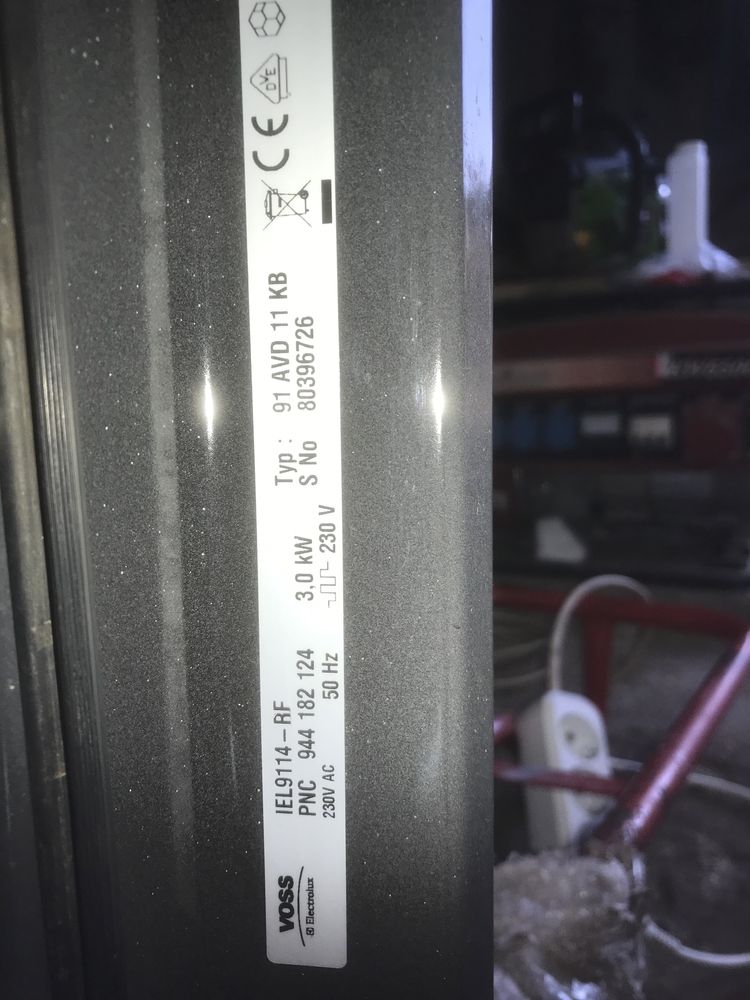 VOSS
Electrolux
IEL9114-RF
PNC 944 182 124
230V AC 50 Hz
3,0 kW
230 V
Typ : 91 AVD 11 KB
S No 80396726
CE
DVE